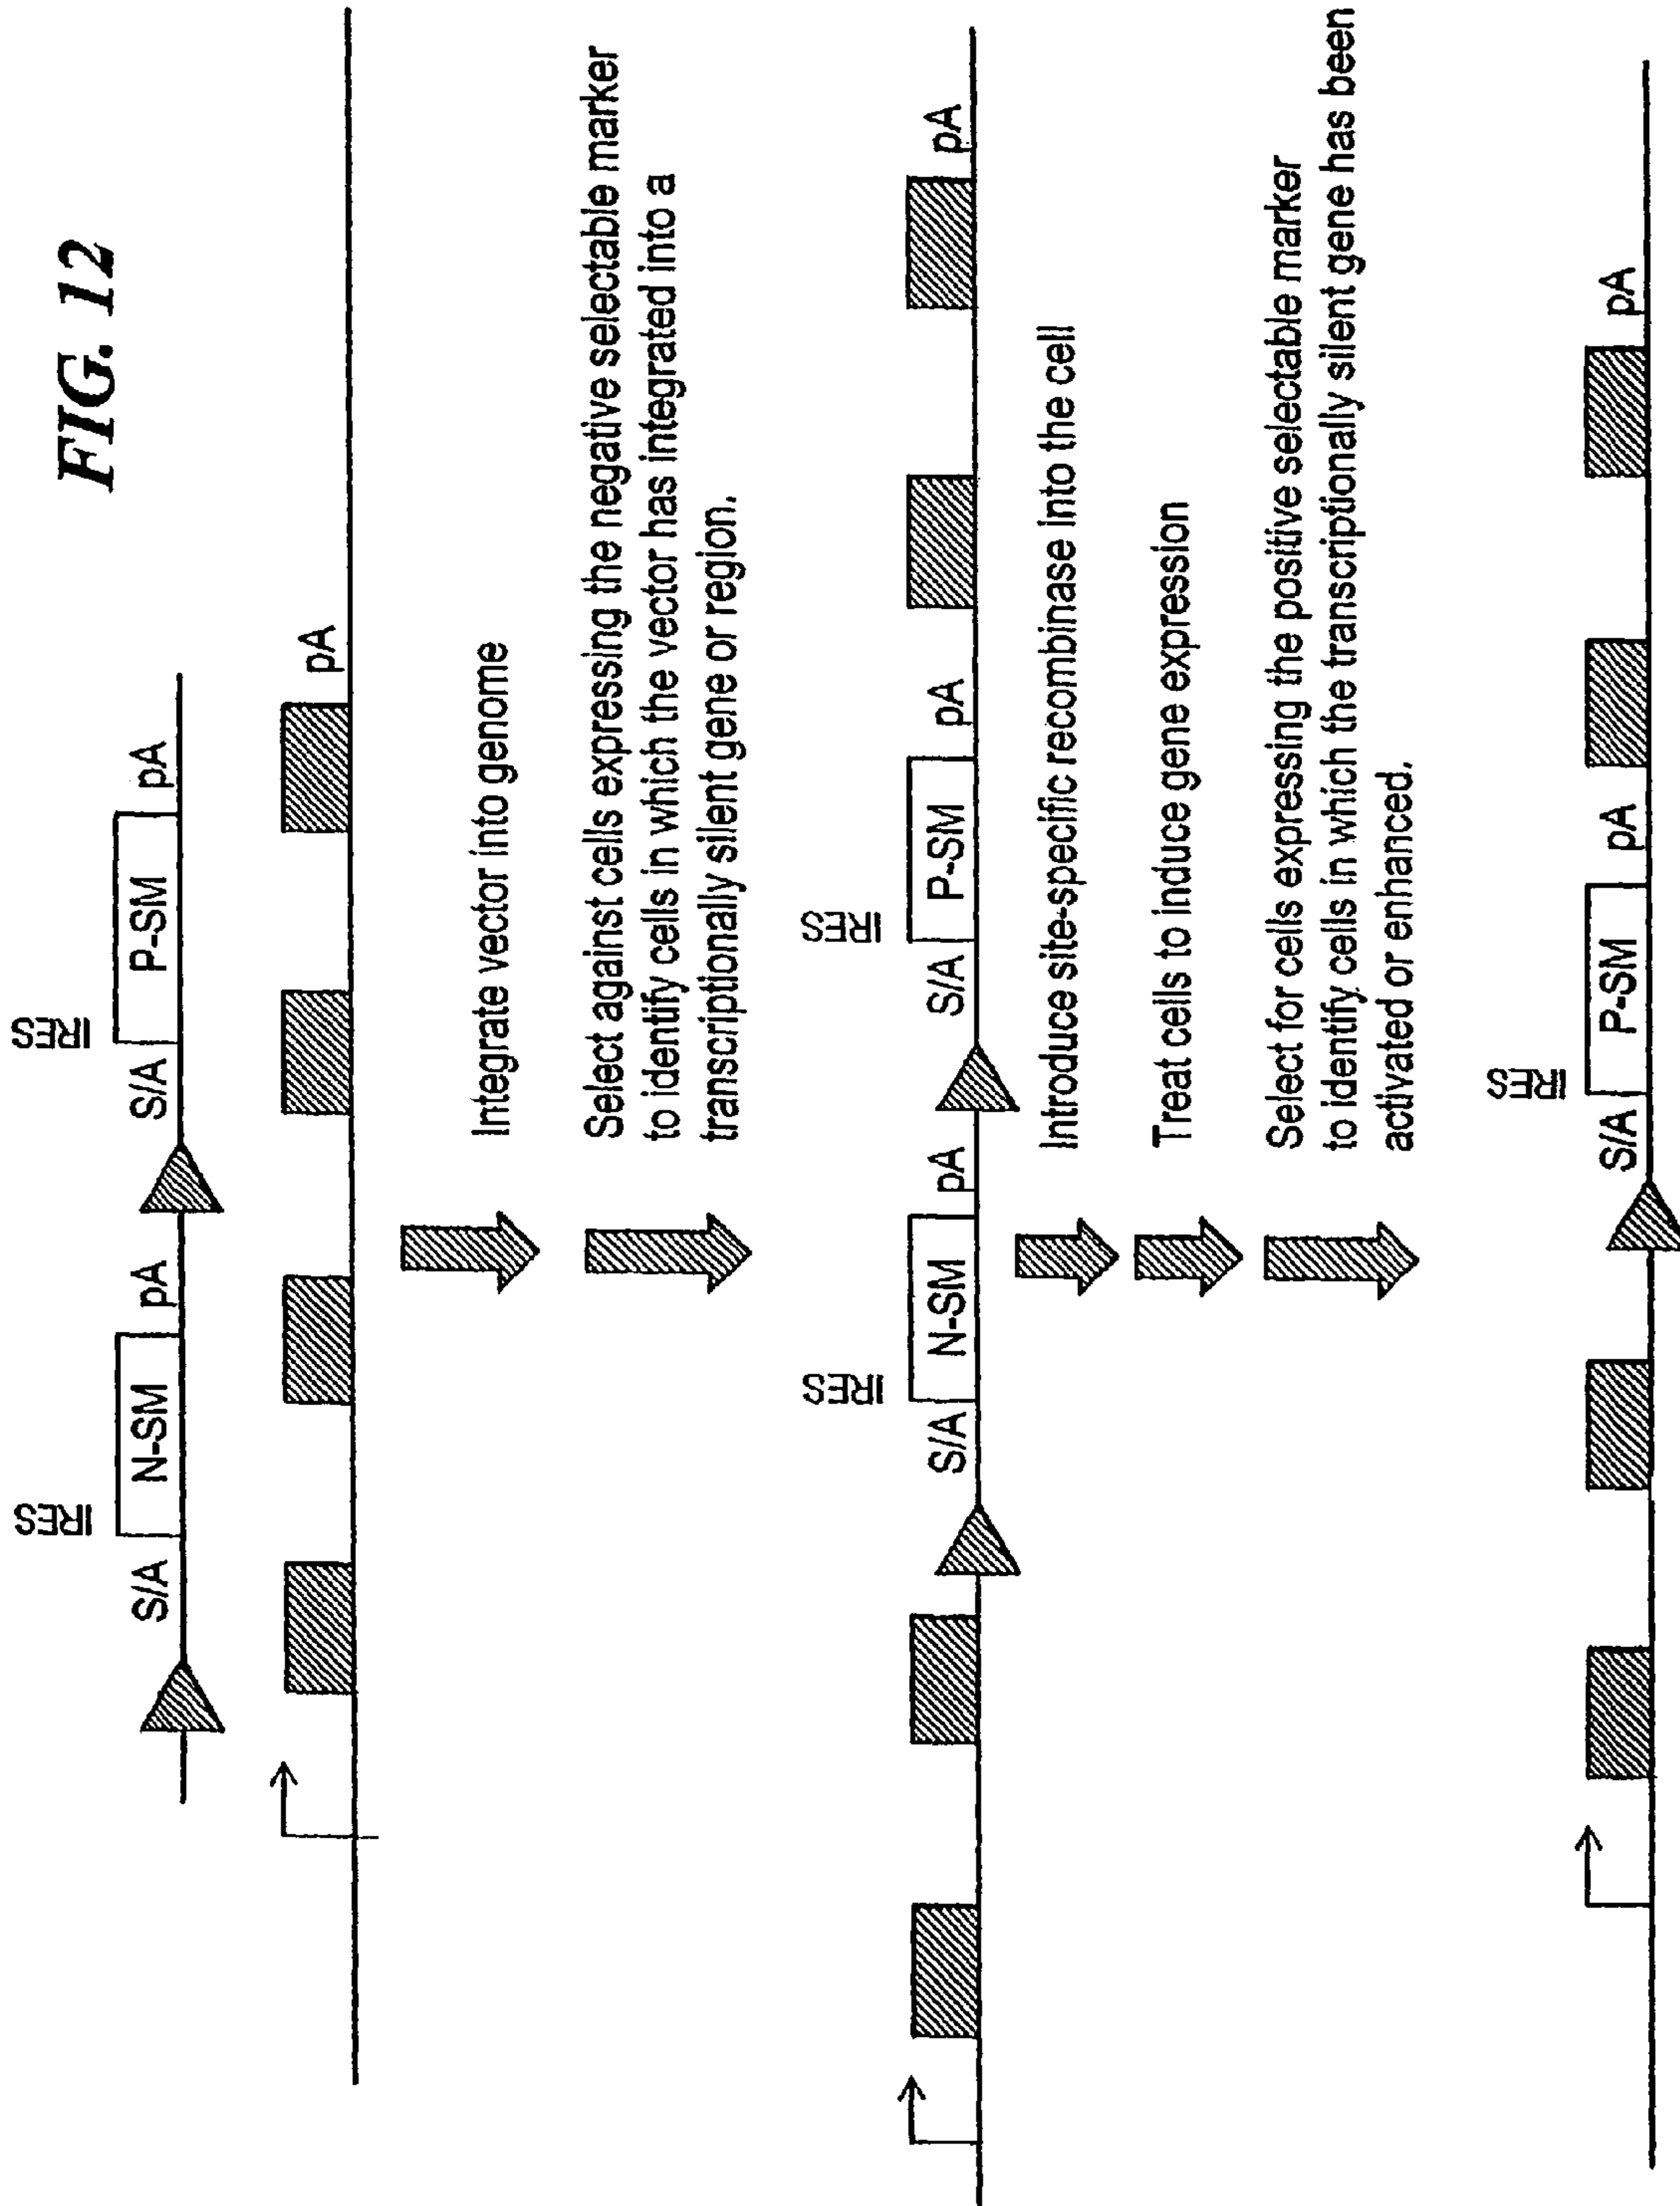 FIG. 12
IRES IRES
S/A N-SM pA S/A P-SM pA
pA
Integrate vector into genome
Select against cells expressing the negative selectable marker
to identify cells in which the vector has integrated into a
transcriptionally silent gene or region.
IRES IRES
S/A N-SM pA S/A P-SM pA pA
Introduce site-specific recombinase into the cell
Treat cells to induce gene expression
Select for cells expressing the positive selectable marker
to identify cells in which the transcriptionally silent gene has been
activated or enhanced.
IRES
S/A P-SM pA pA